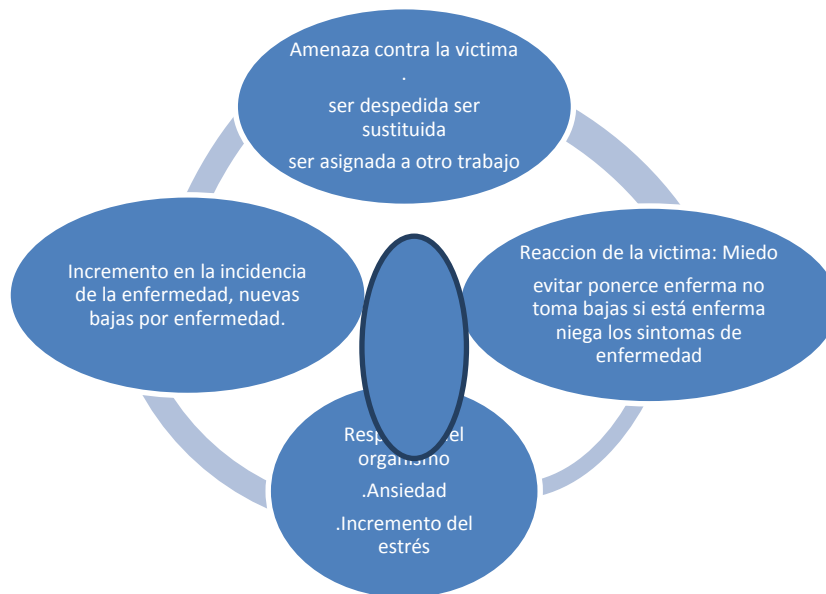 Amenaza contra la victima
.
ser despedida ser
sustituida
ser asignada a otro trabajo
Reaccion de la victima: Miedo
evitar ponerce enferma no
toma bajas si está enferma
niega los sintomas de
enfermedad
Incremento en la incidencia
de la enfermedad, nuevas
bajas por enfermedad.
organismo
.Ansiedad
.Incremento del
estrés